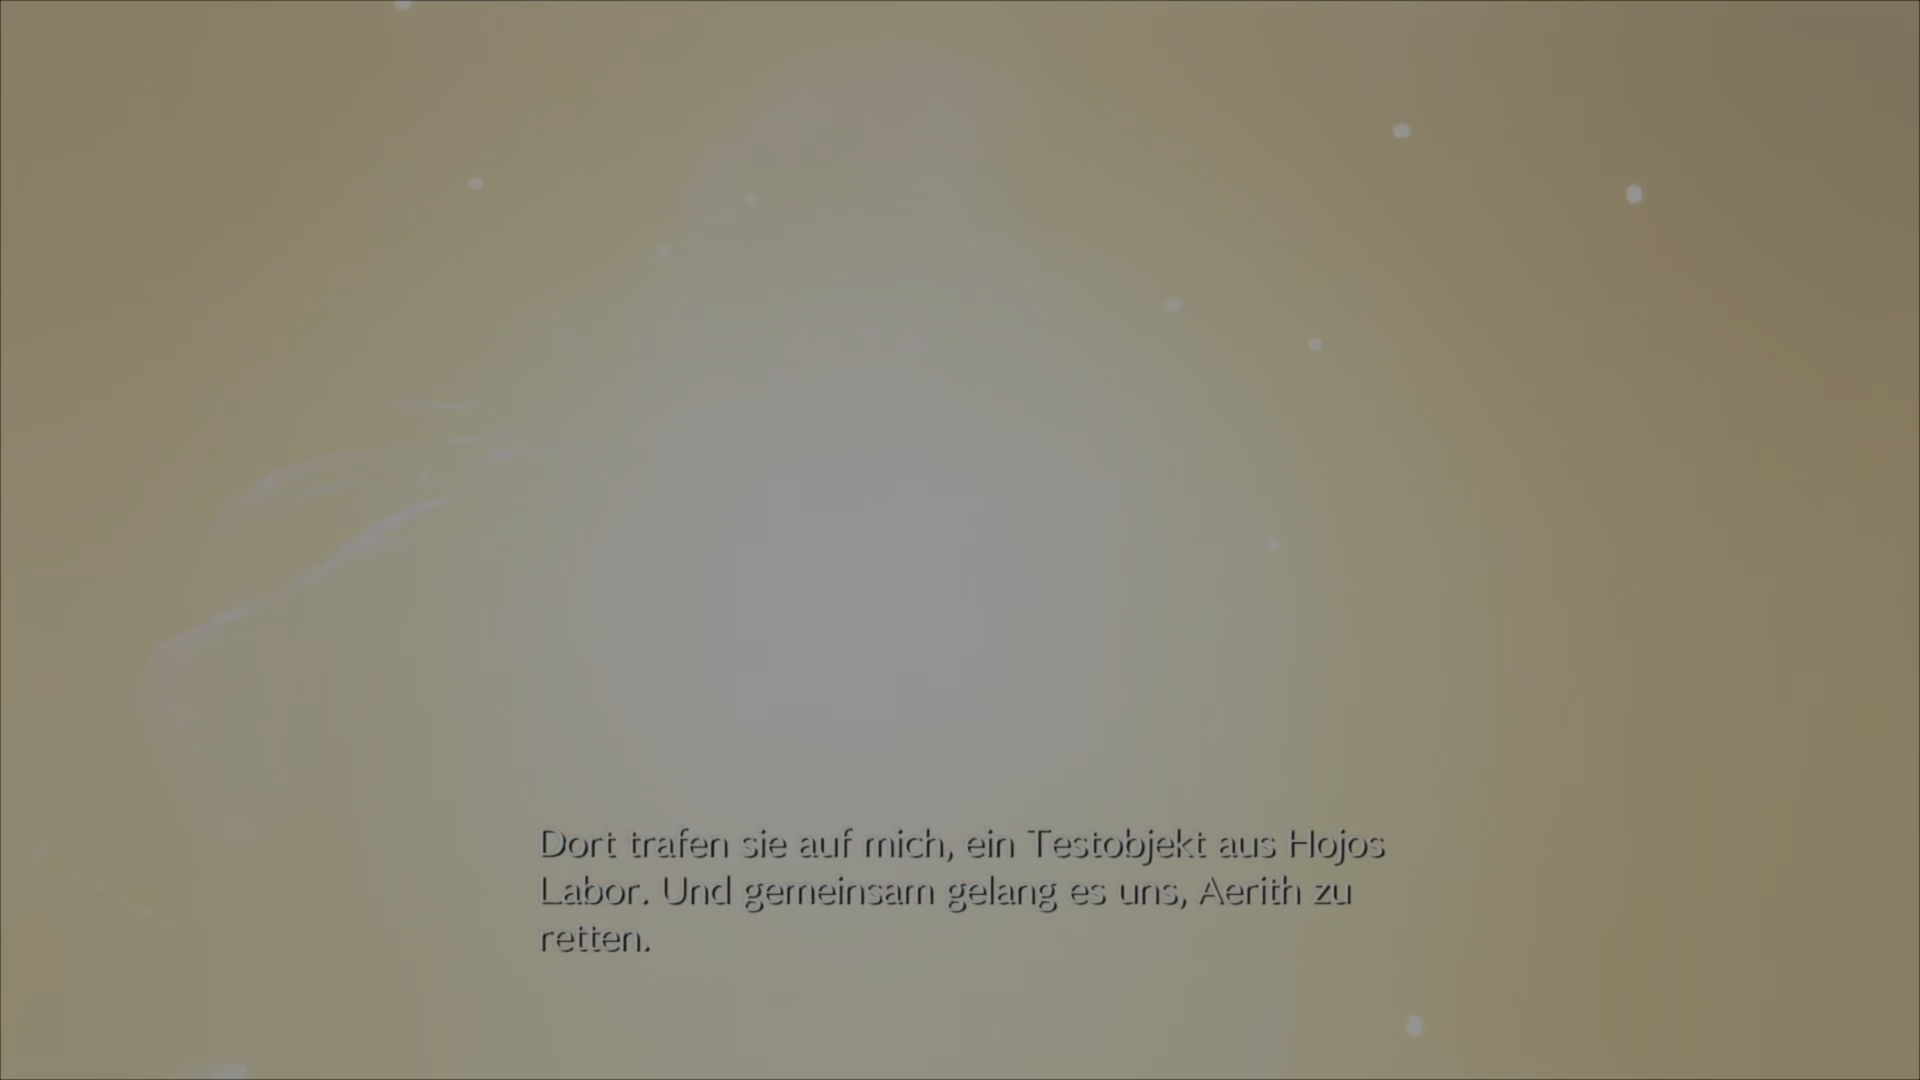 Dort trafen sie auf mich, ein Testobjekt aus Hojos
Labor. Und gemeinsam gelang es uns, Aerith zu
retten.